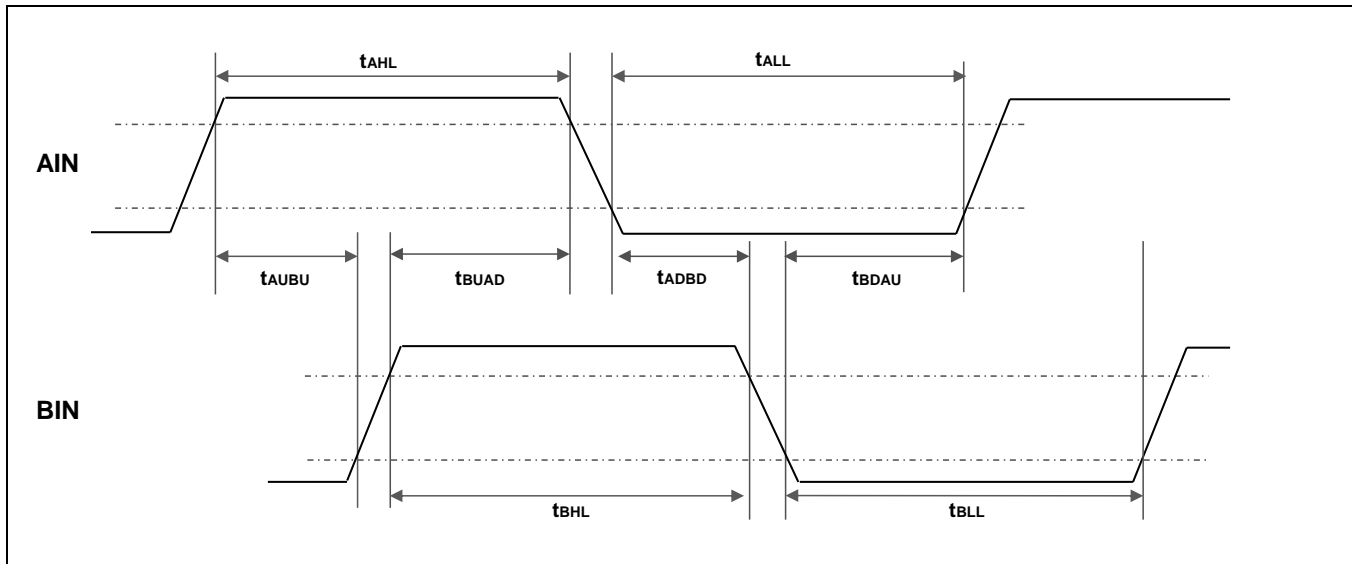 tAHL
tALL
AIN
tAUBU
tBUAD
tADBD
tBDAU
BIN
tBHL
tBLL